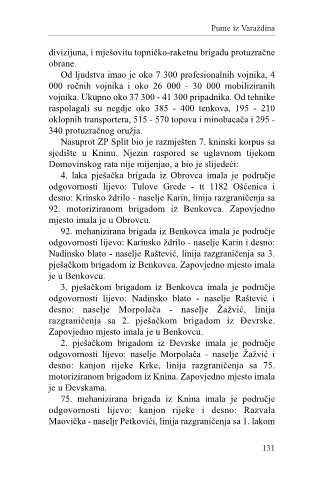 Pume iz Varaždina
divizijuna, i mješovitu topničko-raketnu brigadu protuzračne
obrane.
Od ljudstva imao je oko 7 300 profesionalnih vojnika, 4
000 ročnih vojnika i oko 26 000 - 30 000 mobiliziranih
vojnika. Ukupno oko 37 300 - 41 300 pripadnika. Od tehnike
raspolagali su negdje oko 385 - 400 tenkova, 195 - 210
oklopnih transportera, 515 - 570 topova i minobacača i 295 -
340 protuzračnog oružja.
Nasuprot ZP Split bio je razmješten 7. kninski korpus sa
sjedište u Kninu. Njezin raspored se uglavnom tijekom
Domovinskog rata nije mijenjao, a bio je slijedeći:
4. laka pješačka brigada iz Obrovca imala je područje
odgovornosti lijevo: Tulove Grede - tt 1182 Ošćenica i
desno: Krinsko ždrilo - naselje Karin, linija razgraničenja sa
92. motoriziranom brigadom iz Benkovca. Zapovjedno
mjesto imala je u Obrovcu.
92. mehanizirana brigada iz Benkovca imala je područje
odgovornosti lijevo: Karinsko ždrilo - naselje Karin i desno:
Nadinsko blato - naselje Raštević, linija razgraničenja sa 3.
pješačkom brigadom iz Benkovca. Zapovjedno mjesto imala
je u Benkovcu.
3. pješačka brigada iz Benkovca imala je područje
odgovornosti lijevo: Nadinsko blato - naselje Raštević i
desno: naselje Morpolača - naselje Žažvić, linija
razgraničenja sa 2. pješačkom brigadom iz Đevrske.
Zapovjedno mjesto imala je u Benkovcu.
2. pješačkom brigadom iz Đevrske imala je područje
odgovornosti lijevo: naselje Morpolača - naselje Žažvić i
desno: kanjon rijeke Krke, linija razgraničenja sa 75.
motoriziranom brigadom iz Knina. Zapovjedno mjesto imala
je u Đevskama.
75. mehanizirana brigada iz Knina imala je područje
odgovornosti lijevo: kanjon rijeke i desno: Razvala
Maovička - naseljr Petkovići, linija razgraničenja sa 1. lakom
131